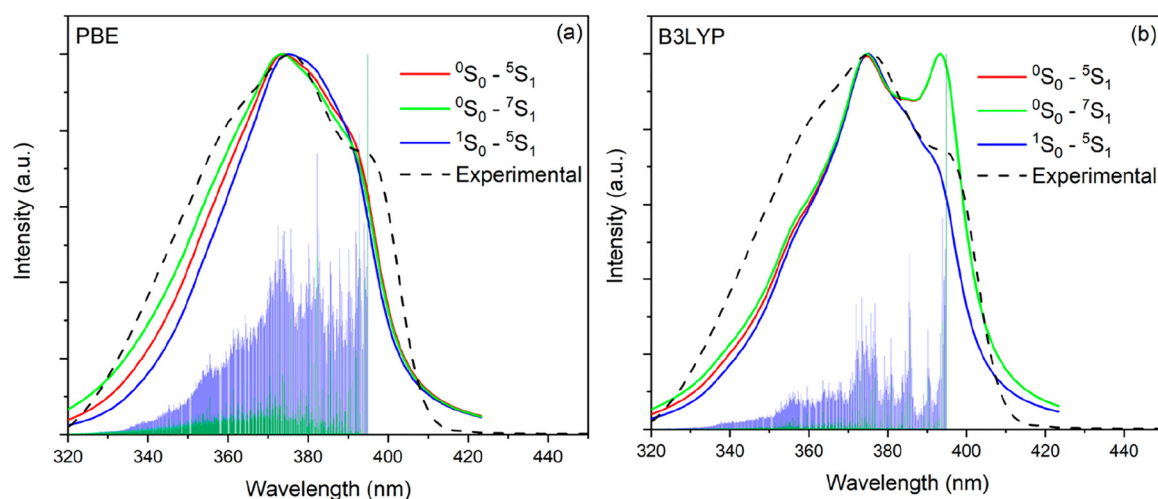 PBE
(a)
⁰S₀ - ⁵S₁
⁰S₀ - ⁷S₁
¹S₀ - ⁵S₁
Experimental
Intensity (a.u.)
320 340 360 380 400 420 440
Wavelength (nm)
B3LYP
(b)
⁰S₀ - ⁵S₁
⁰S₀ - ⁷S₁
¹S₀ - ⁵S₁
Experimental
Intensity (a.u.)
320 340 360 380 400 420 440
Wavelength (nm)